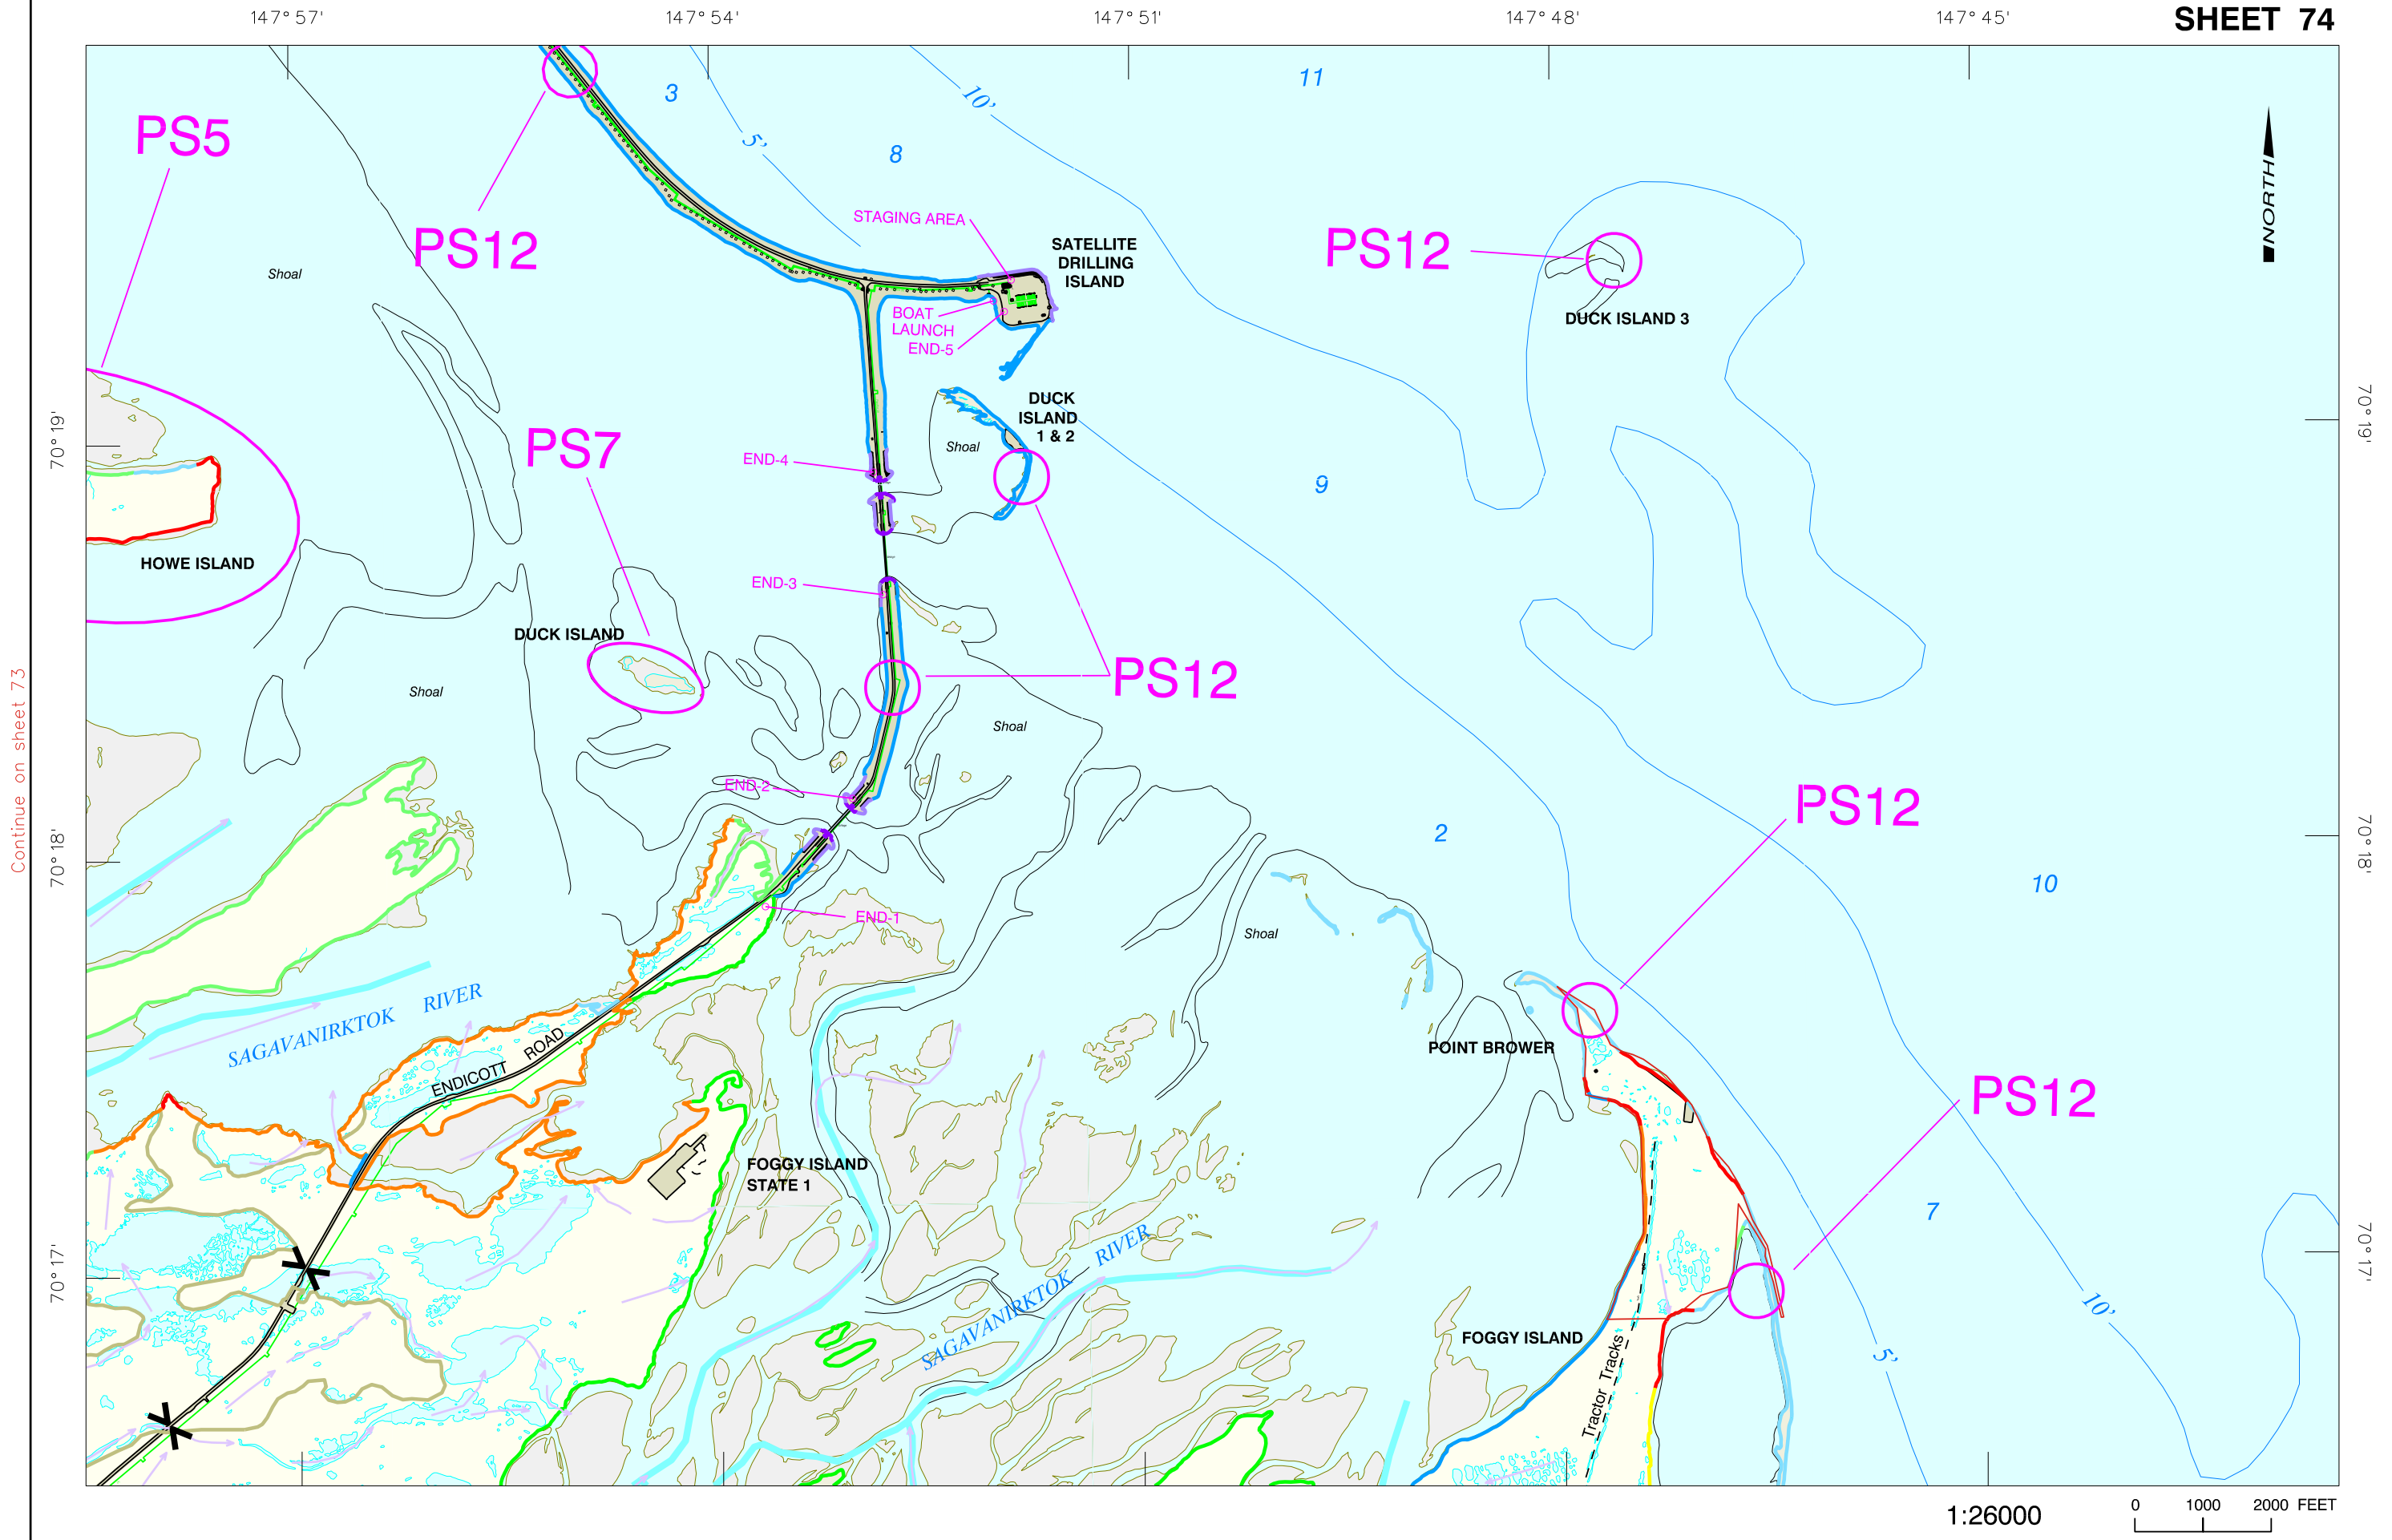 147° 57'
147° 54'
147° 51'
147° 48'
147° 45'
SHEET 74
3
10'
11
5'
8
NORTH
PS5
PS12
STAGING AREA
SATELLITE
DRILLING
ISLAND
PS12
Shoal
BOAT
LAUNCH
END-5
DUCK ISLAND 3
DUCK
ISLAND
1 & 2
70° 19'
70° 19'
PS7
Shoal
END-4
9
HOWE ISLAND
END-3
DUCK ISLAND
Shoal
PS12
Shoal
Continue on sheet 73
END-2
PS12
2
70° 18'
70° 18'
10
END-1
Shoal
SAGAVANIRKTOK RIVER
ENDICOTT ROAD
POINT BROWER
PS12
FOGGY ISLAND
STATE 1
7
70° 17'
70° 17'
SAGAVANIRKTOK RIVER
10'
FOGGY ISLAND
5'
Tractor Tracks
1:26000
0 1000 2000 FEET